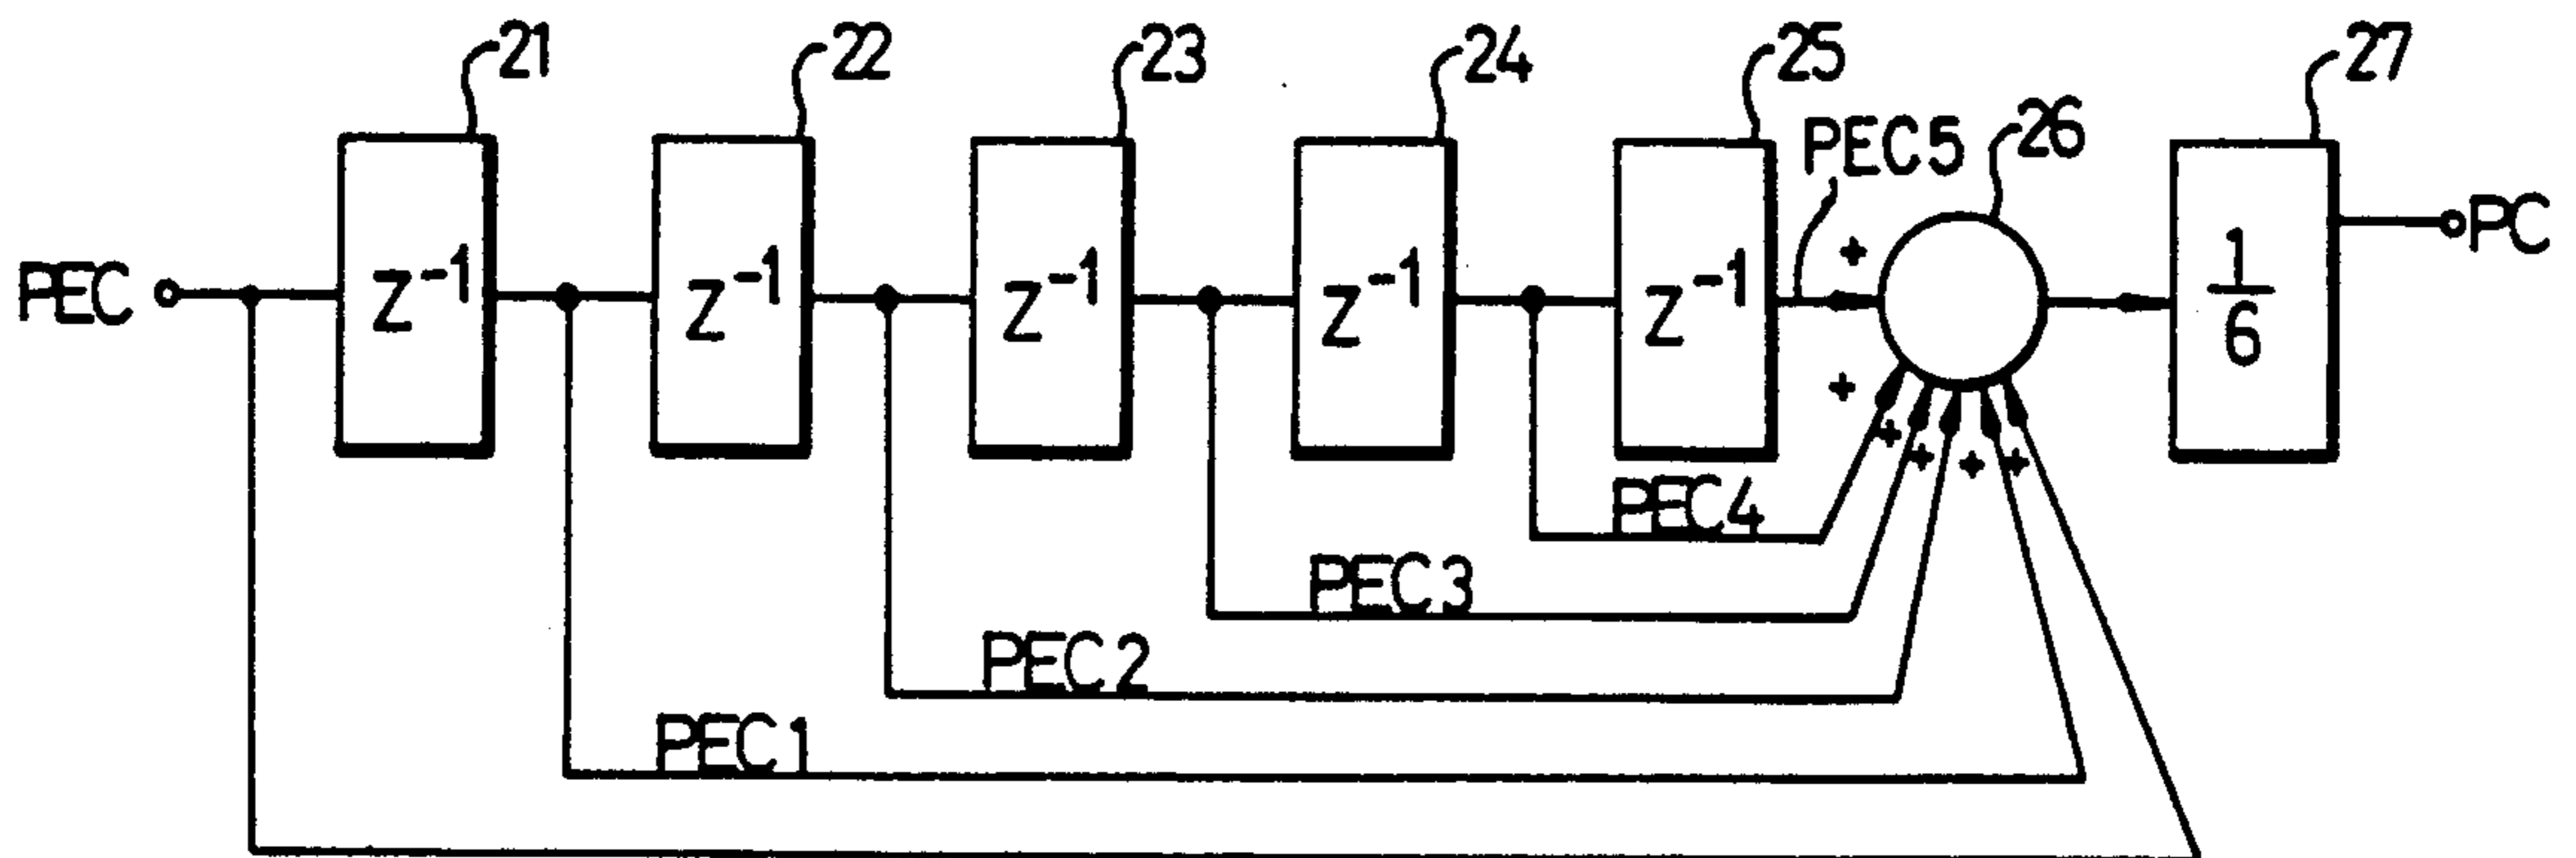 21
22
23
24
25
26
27
PEC
Z⁻¹
Z⁻¹
Z⁻¹
Z⁻¹
Z⁻¹
PEC5
+
+
+
+
+
+
1/6
PC
PEC4
PEC3
PEC2
PEC1